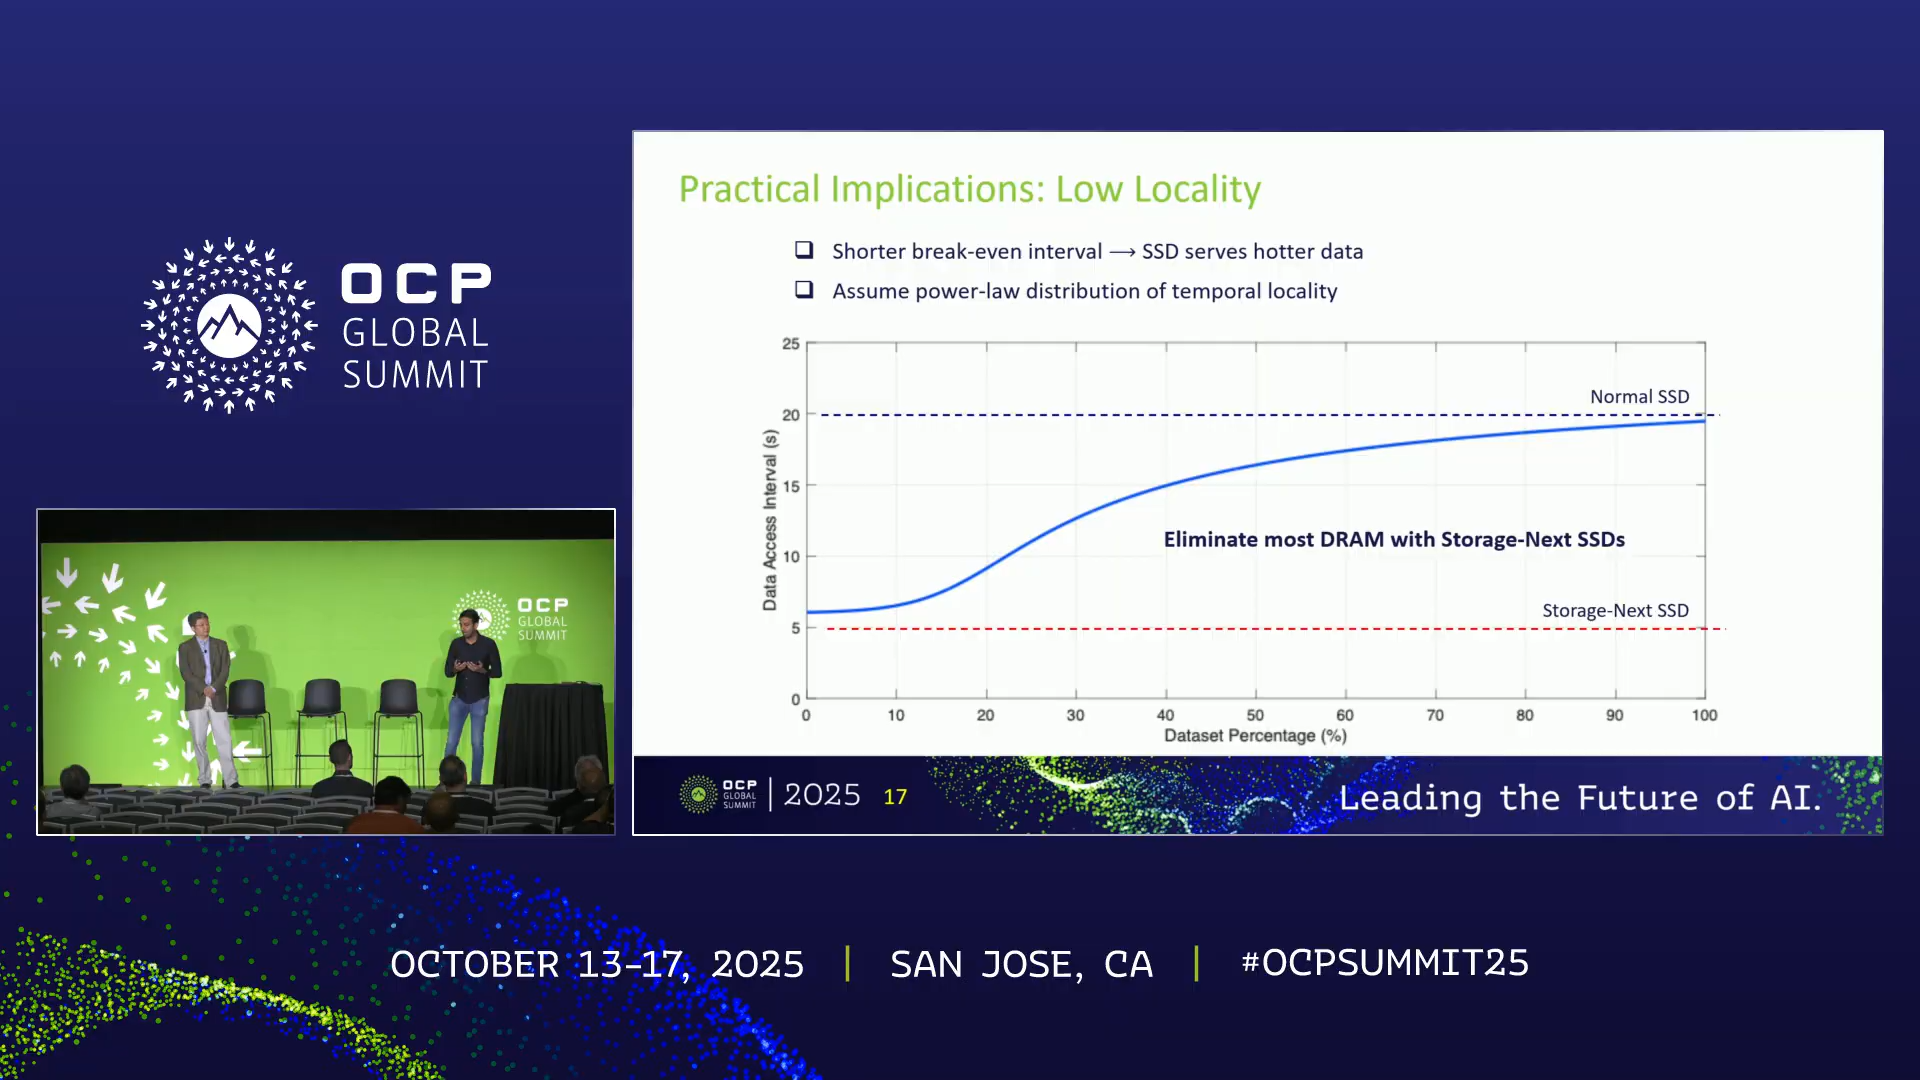 OCP
GLOBAL
SUMMIT
OCP
GLOBAL
SUMMIT
Practical Implications: Low Locality
❑ Shorter break-even interval → SSD serves hotter data
❑ Assume power-law distribution of temporal locality
25
20
15
10
5
0
Data Access Interval (s)
Normal SSD
Eliminate most DRAM with Storage-Next SSDs
Storage-Next SSD
0 10 20 30 40 50 60 70 80 90 100
Dataset Percentage (%)
OCP
GLOBAL
SUMMIT
2025
17
Leading the Future of AI.
OCTOBER 13-17, 2025 | SAN JOSE, CA | #OCPSUMMIT25